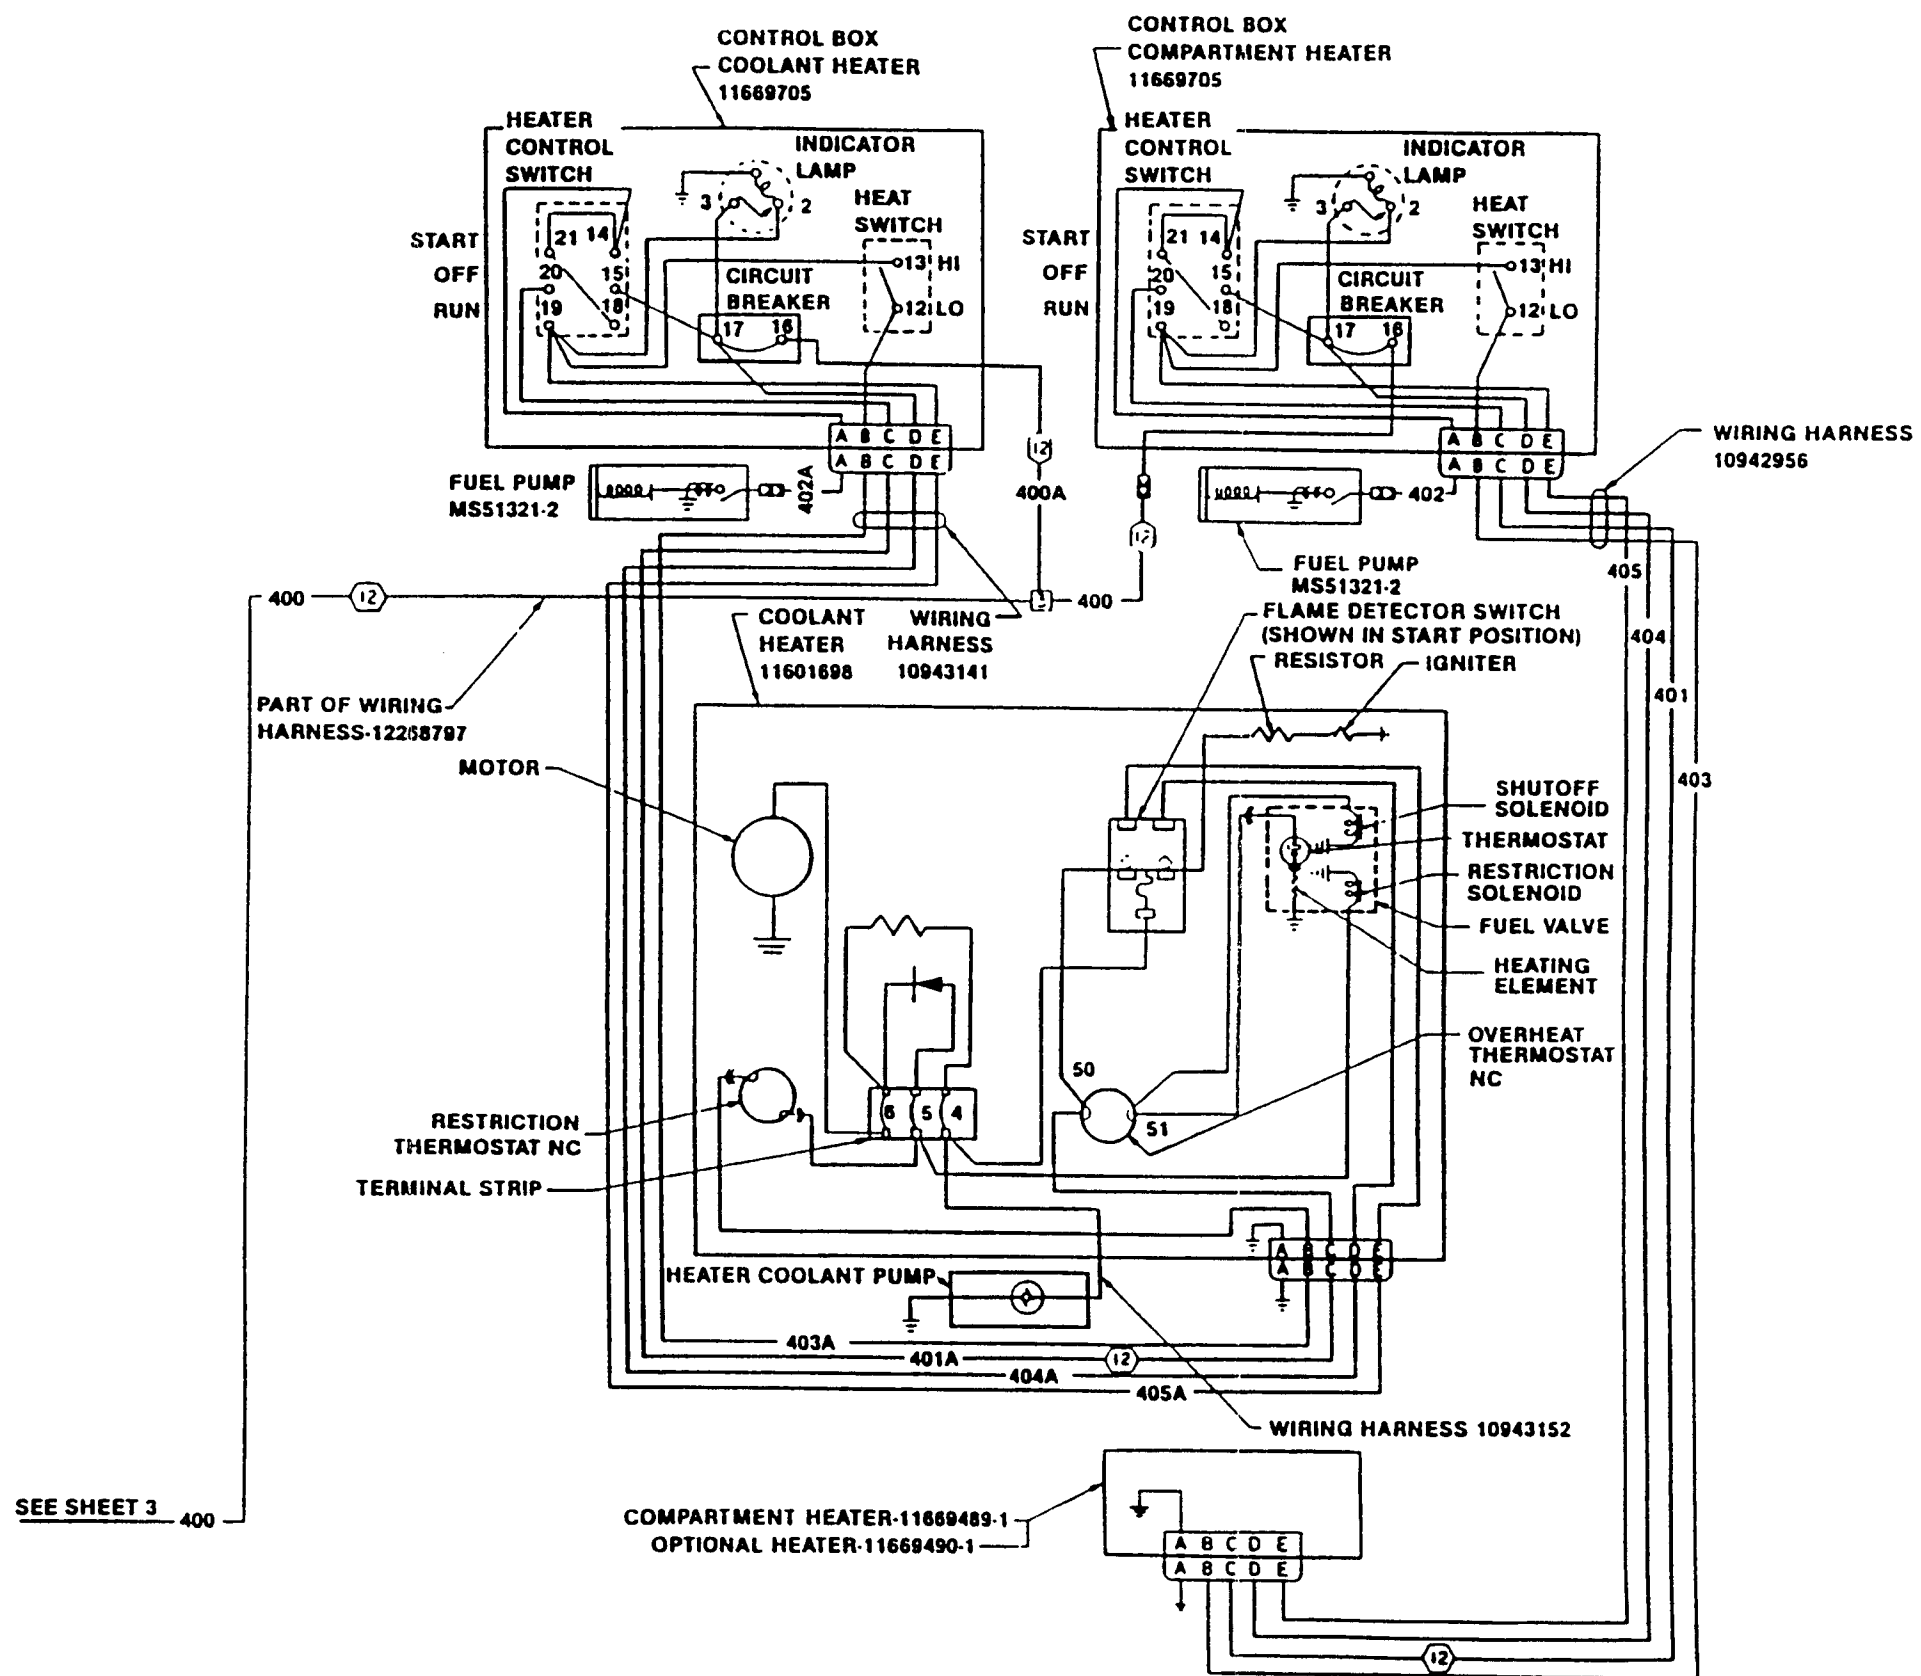 CONTROL BOX
COOLANT HEATER
11669705
CONTROL BOX
COMPARTMENT HEATER
11669705
HEATER
CONTROL
SWITCH
INDICATOR
LAMP
3
2
HEAT
SWITCH
START
OFF
RUN
21 14
20 15
19 18
13 HI
12 LO
CIRCUIT
BREAKER
17 16
A B C D E
A B C D E
HEATER
CONTROL
SWITCH
INDICATOR
LAMP
3
2
HEAT
SWITCH
START
OFF
RUN
21 14
20 15
19 18
13 HI
12 LO
CIRCUIT
BREAKER
17 16
A B C D E
A B C D E
WIRING HARNESS
10942956
FUEL PUMP
MS51321-2
402A
12
400A
12
402
FUEL PUMP
MS51321-2
405
404
401
403
400
12
400
COOLANT
HEATER
11601698
WIRING
HARNESS
10943141
FLAME DETECTOR SWITCH
(SHOWN IN START POSITION)
RESISTOR
IGNITER
PART OF WIRING
HARNESS-12268797
MOTOR
SHUTOFF
SOLENOID
THERMOSTAT
RESTRICTION
SOLENOID
FUEL VALVE
HEATING
ELEMENT
OVERHEAT
THERMOSTAT
NC
50
51
6 5 4
RESTRICTION
THERMOSTAT NC
TERMINAL STRIP
A B C D E
A B C D E
HEATER COOLANT PUMP
403A
401A
12
404A
405A
WIRING HARNESS 10943152
SEE SHEET 3
400
COMPARTMENT HEATER-11669489-1
OPTIONAL HEATER-11669490-1
A B C D E
A B C D E
12